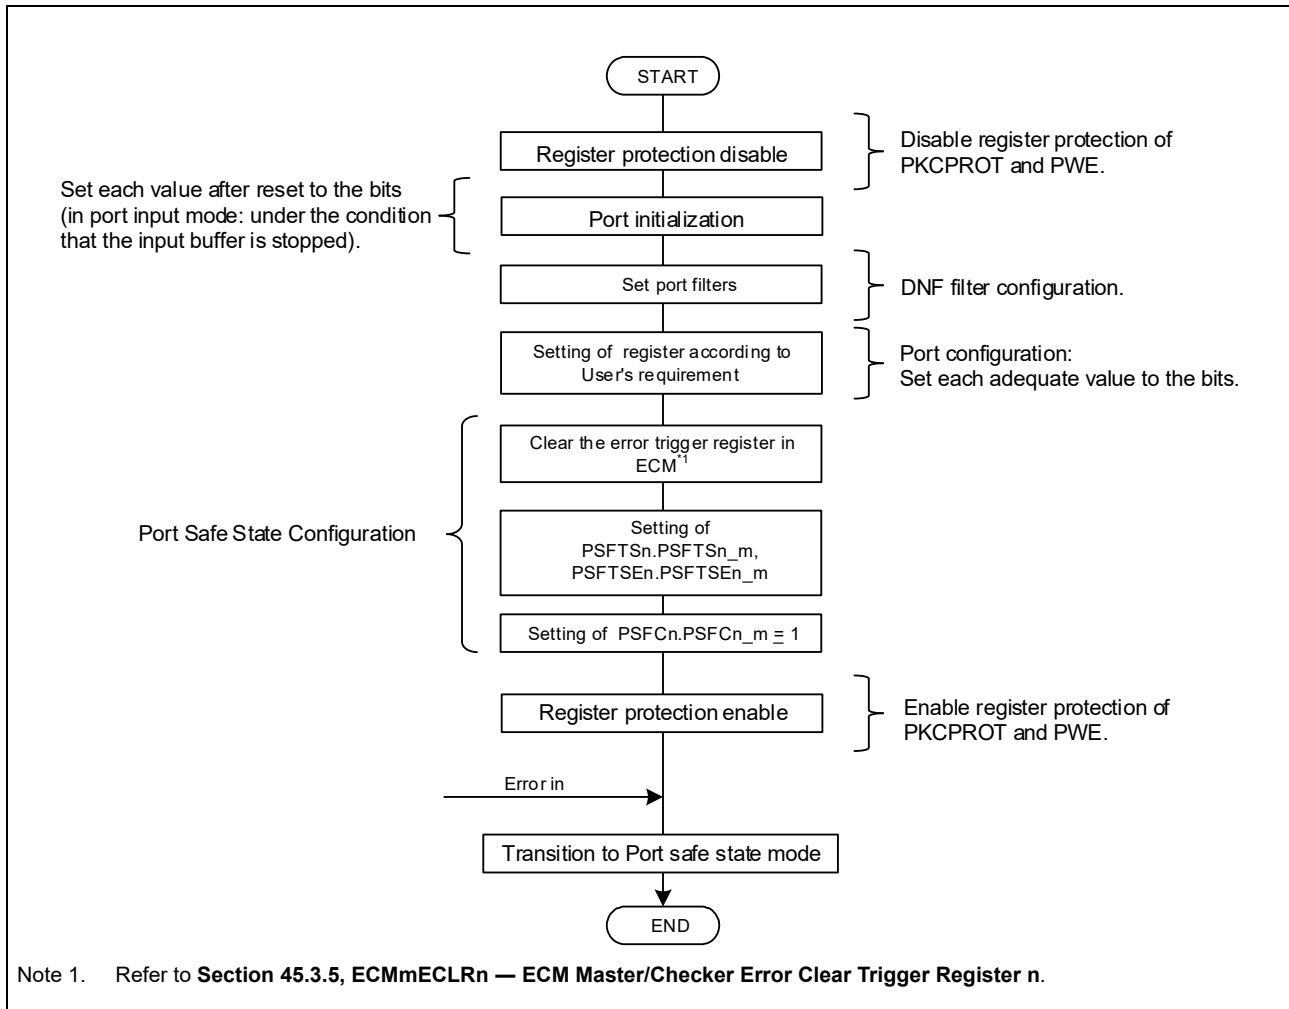 START
Register protection disable
Disable register protection of
PKCPROT and PWE.
Set each value after reset to the bits
(in port input mode: under the condition
that the input buffer is stopped).
Port initialization
Set port filters
DNF filter configuration.
Setting of register according to
User's requirement
Port configuration:
Set each adequate value to the bits.
Clear the error trigger register in
ECM*1
Port Safe State Configuration
Setting of
PSFTSn.PSFTSn_m,
PSFTSEn.PSFTSEn_m
Setting of PSFCn.PSFCn_m = 1
Register protection enable
Enable register protection of
PKCPROT and PWE.
Error in
Transition to Port safe state mode
END
Note 1. Refer to Section 45.3.5, ECMmECLRn — ECM Master/Checker Error Clear Trigger Register n.